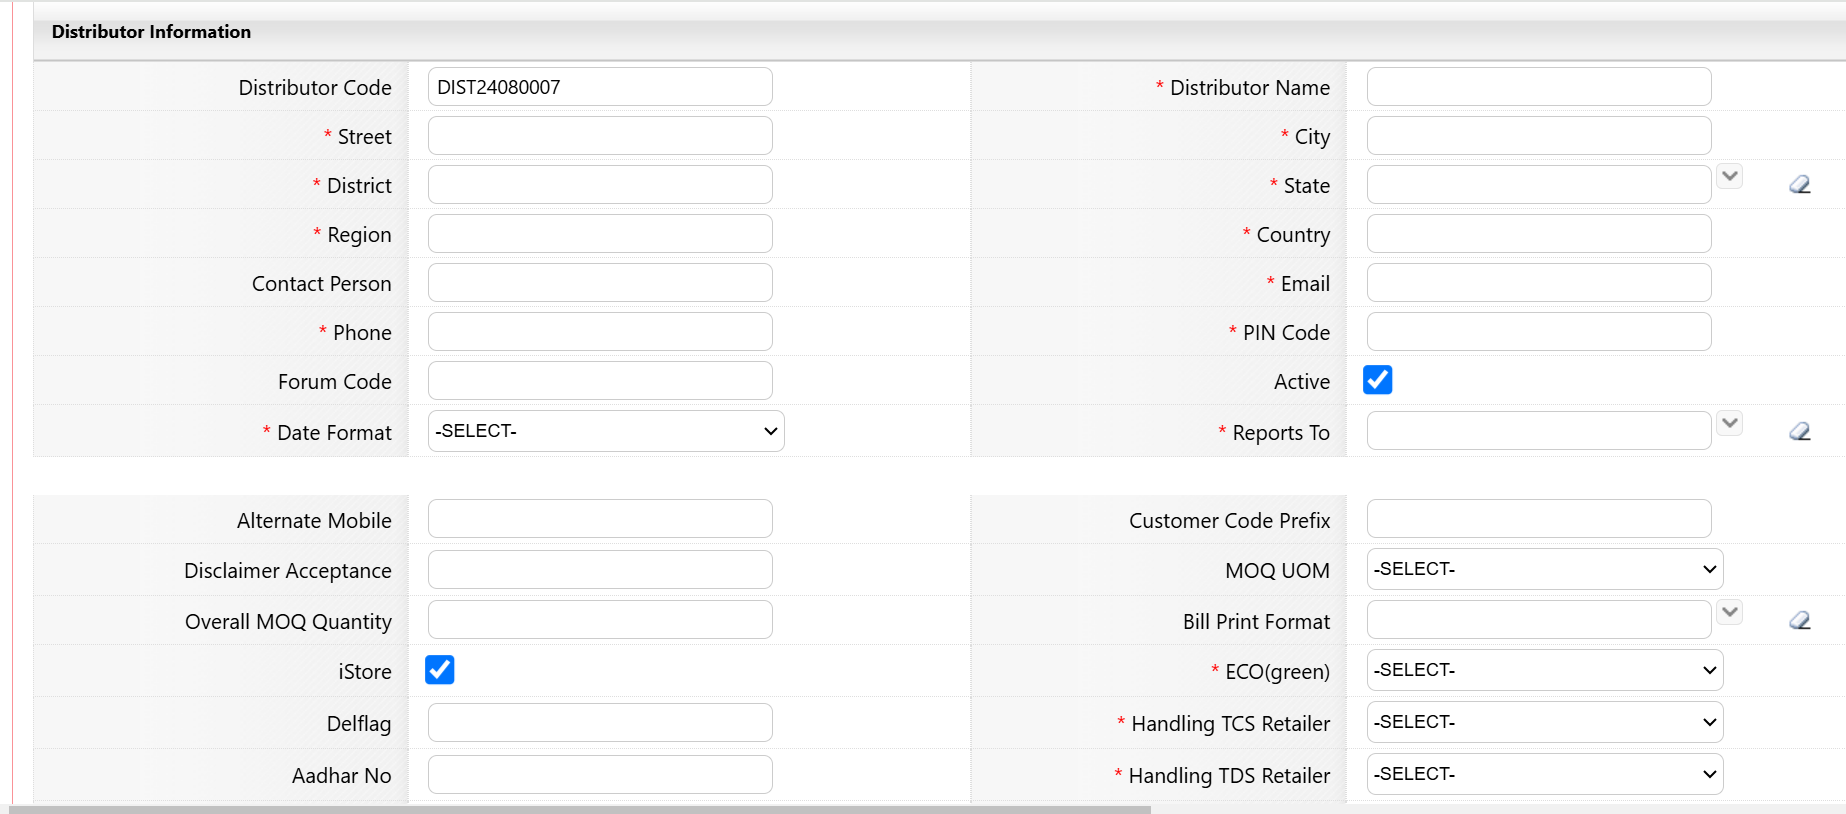 Distributor Information
Distributor Code DIST24080007 * Distributor Name
* Street * City
* District * State
* Region * Country
Contact Person * Email
* Phone * PIN Code
Forum Code Active
* Date Format -SELECT- * Reports To
Alternate Mobile Customer Code Prefix
Disclaimer Acceptance MOQ UOM -SELECT-
Overall MOQ Quantity Bill Print Format
iStore * ECO(green) -SELECT-
Delflag * Handling TCS Retailer -SELECT-
Aadhar No * Handling TDS Retailer -SELECT-